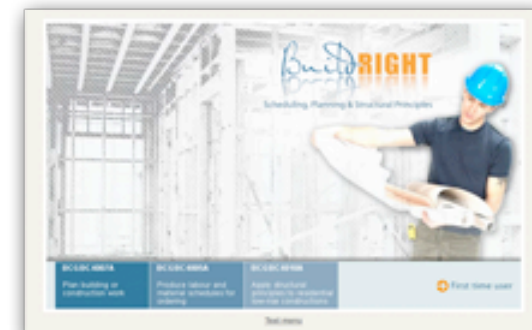 BuildRIGHT
Scheduling, Planning & Structural Principles
BCGBC4007A
Plan building or
construction work
BCGBC4005A
Produce labour and
material schedules for
ordering
BCGBC4010A
Apply structural
principles to residential
low-rise constructions
First time user
Text menu